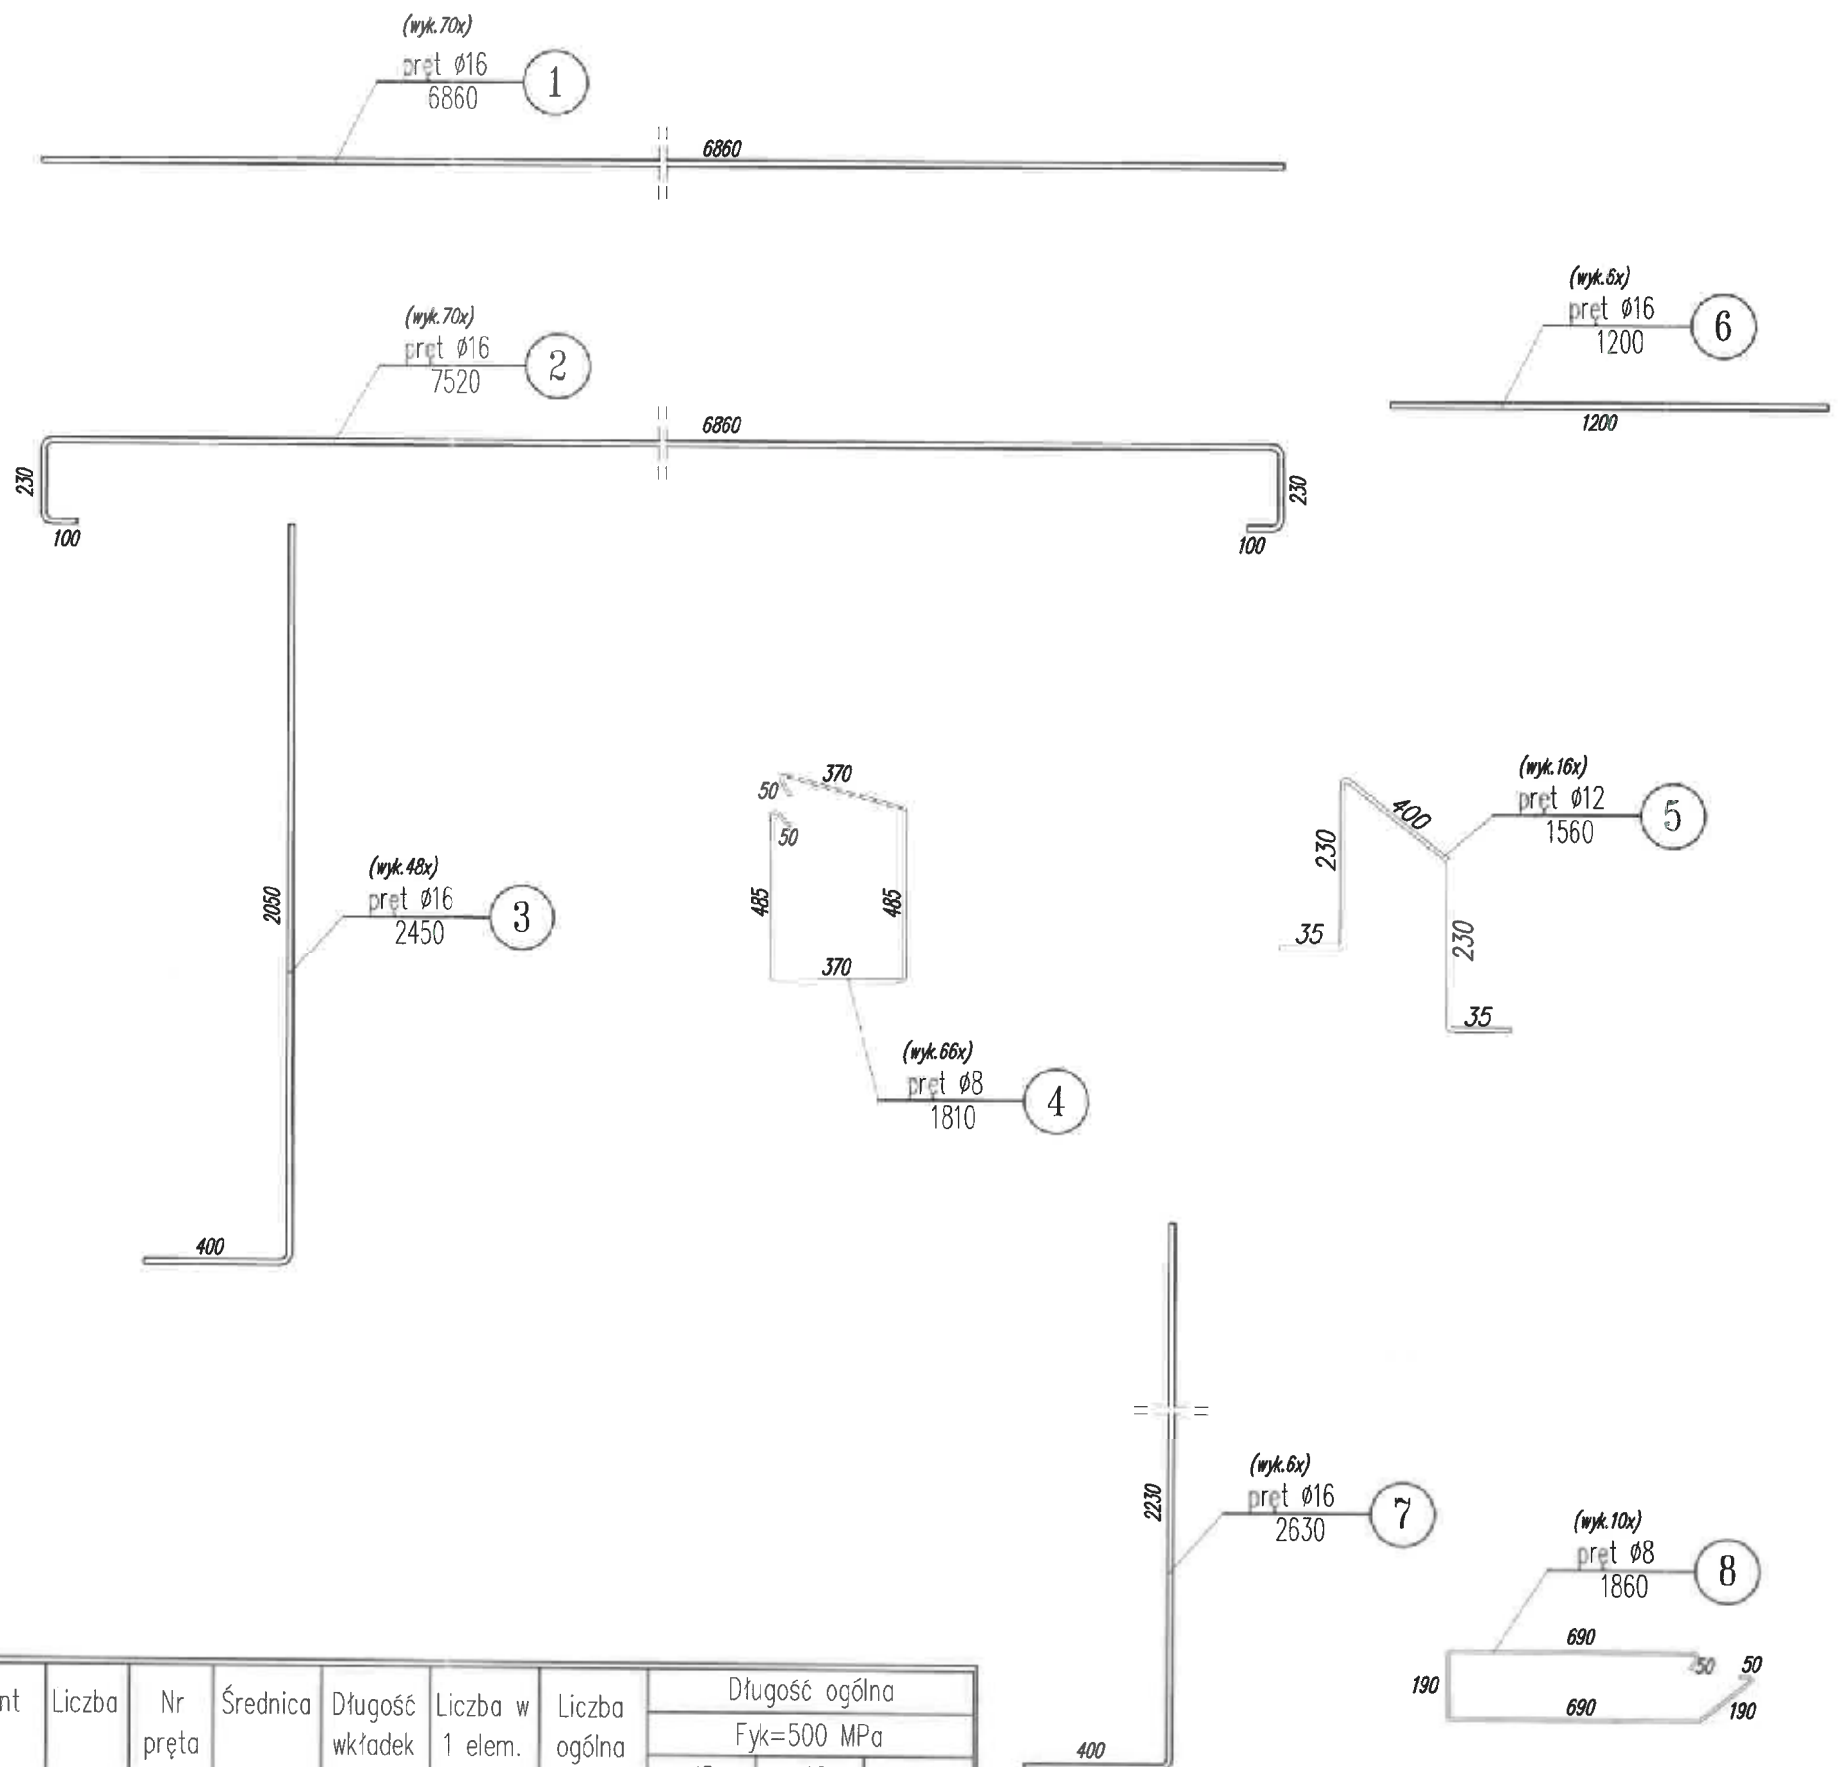 (wyk.70x)
pręt ø16
6860
1
6860
(wyk.70x)
pręt ø16
7520
2
6860
230
100
230
100
(wyk.6x)
pręt ø16
1200
6
1200
2050
400
(wyk.48x)
pręt ø16
2450
3
370
50
50
485
485
370
(wyk.66x)
pręt ø8
1810
4
(wyk.16x)
pręt ø12
1560
5
400
230
35
230
35
2230
400
(wyk.6x)
pręt ø16
2630
7
(wyk.10x)
pręt ø8
1860
8
690
50
50
190
690
190
nt
Liczba
Nr
pręta
Średnica
Długość
wkładek
Liczba w
1 elem.
Liczba
ogólna
Długość ogólna
Fyk=500 MPa